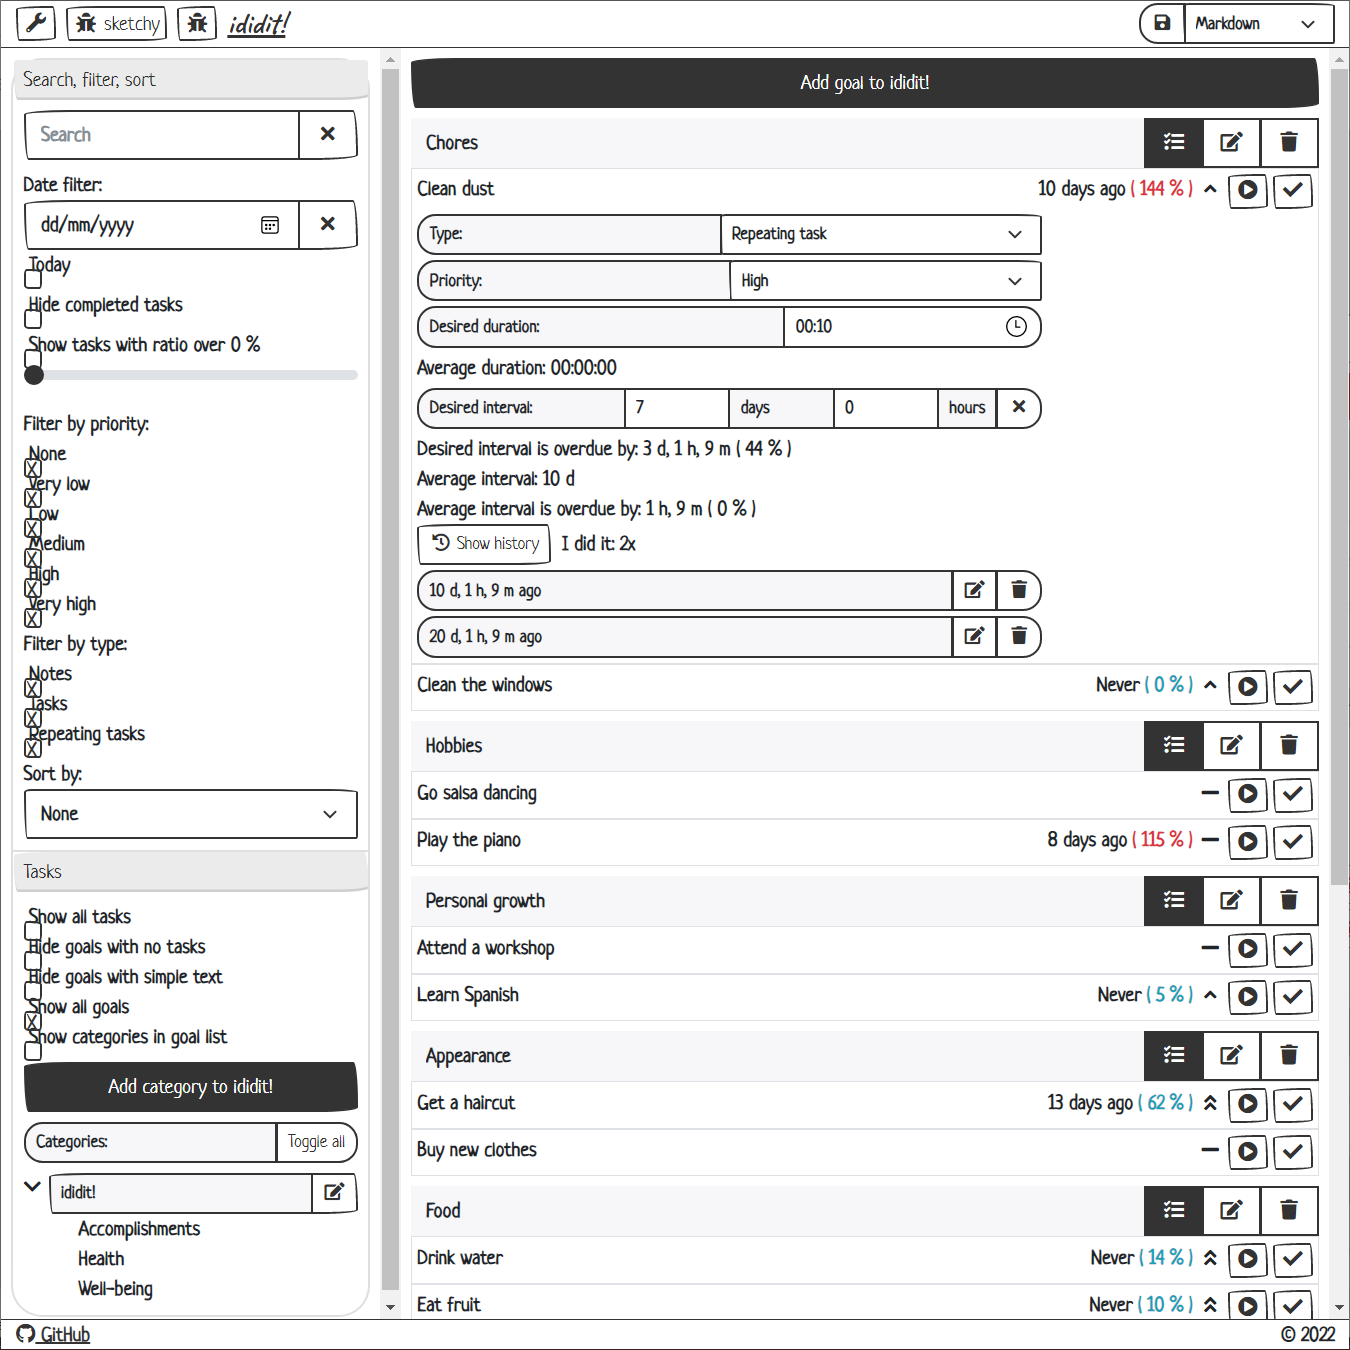 sketchy
ididit!
Markdown
Search, filter, sort
Search
Date filter:
dd/mm/yyyy
Today
Hide completed tasks
Show tasks with ratio over 0 %
Filter by priority:
None
Very low
Low
Medium
High
Very high
Filter by type:
Notes
Tasks
Repeating tasks
Sort by:
None
Tasks
Show all tasks
Hide goals with no tasks
Hide goals with simple text
Show all goals
Show categories in goal list
Add category to ididit!
Categories: Toggle all
ididit!
Accomplishments
Health
Well-being
Add goal to ididit!
Chores
Clean dust 10 days ago ( 144 % )
Type: Repeating task
Priority: High
Desired duration: 00:10
Average duration: 00:00:00
Desired interval: 7 days 0 hours
Desired interval is overdue by: 3 d, 1 h, 9 m ( 44 % )
Average interval: 10 d
Average interval is overdue by: 1 h, 9 m ( 0 % )
Show history I did it: 2x
10 d, 1 h, 9 m ago
20 d, 1 h, 9 m ago
Clean the windows Never ( 0 % )
Hobbies
Go salsa dancing
Play the piano 8 days ago ( 115 % )
Personal growth
Attend a workshop
Learn Spanish Never ( 5 % )
Appearance
Get a haircut 13 days ago ( 62 % )
Buy new clothes
Food
Drink water Never ( 14 % )
Eat fruit Never ( 10 % )
GitHub
© 2022